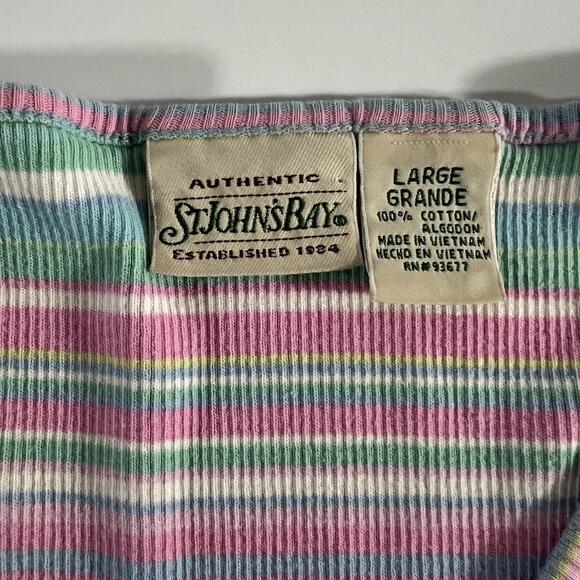 AUTHENTIC
ST. JOHN'S BAY®
ESTABLISHED 1984
LARGE
GRANDE
100% COTTON/
ALGODON
MADE IN VIETNAM
HECHO EN VIETNAM
RN# 93677